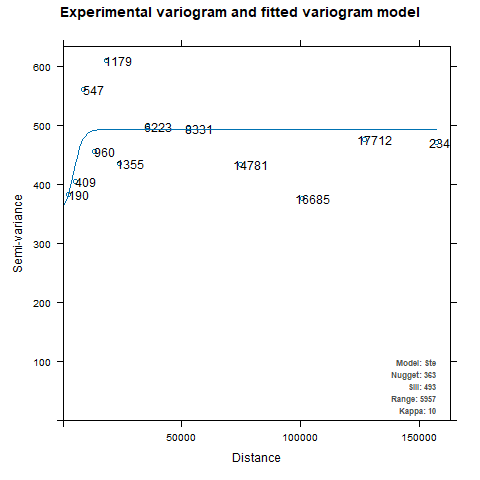 Experimental variogram and fitted variogram model
Semi-variance
600
500
400
300
200
100
1179
547
6223
8331
960
1355
14781
17712
234
409
190
16685
Model: Ste
Nugget: 363
Sill: 493
Range: 5957
Kappa: 10
50000
100000
150000
Distance